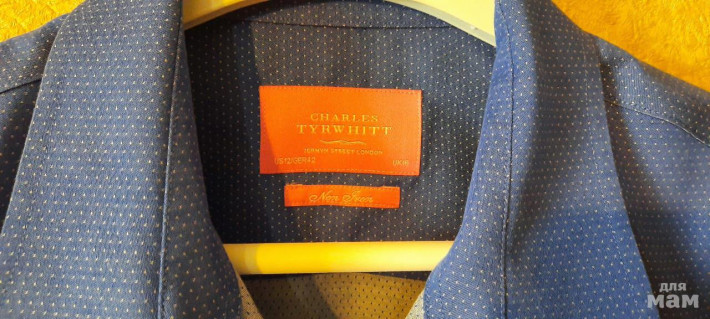 CHARLES
TYRWHITT
JERMYN STREET LONDON
US12/GER42 UK16
Non Iron
для
мам